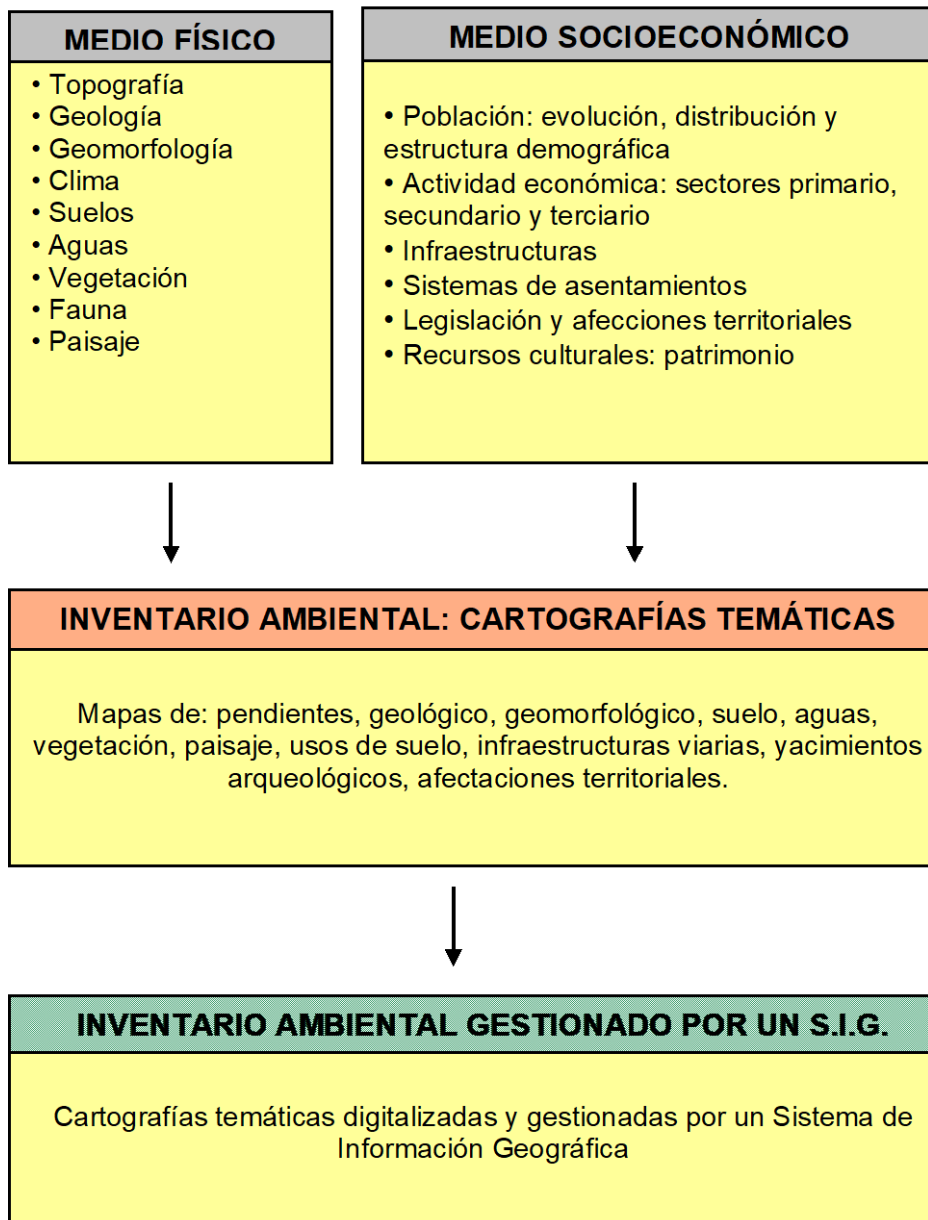 MEDIO FÍSICO
• Topografía
• Geología
• Geomorfología
• Clima
• Suelos
• Aguas
• Vegetación
• Fauna
• Paisaje
MEDIO SOCIOECONÓMICO
• Población: evolución, distribución y
estructura demográfica
• Actividad económica: sectores primario,
secundario y terciario
• Infraestructuras
• Sistemas de asentamientos
• Legislación y afecciones territoriales
• Recursos culturales: patrimonio
INVENTARIO AMBIENTAL: CARTOGRAFÍAS TEMÁTICAS
Mapas de: pendientes, geológico, geomorfológico, suelo, aguas,
vegetación, paisaje, usos de suelo, infraestructuras viarias, yacimientos
arqueológicos, afectaciones territoriales.
INVENTARIO AMBIENTAL GESTIONADO POR UN S.I.G.
Cartografías temáticas digitalizadas y gestionadas por un Sistema de
Información Geográfica